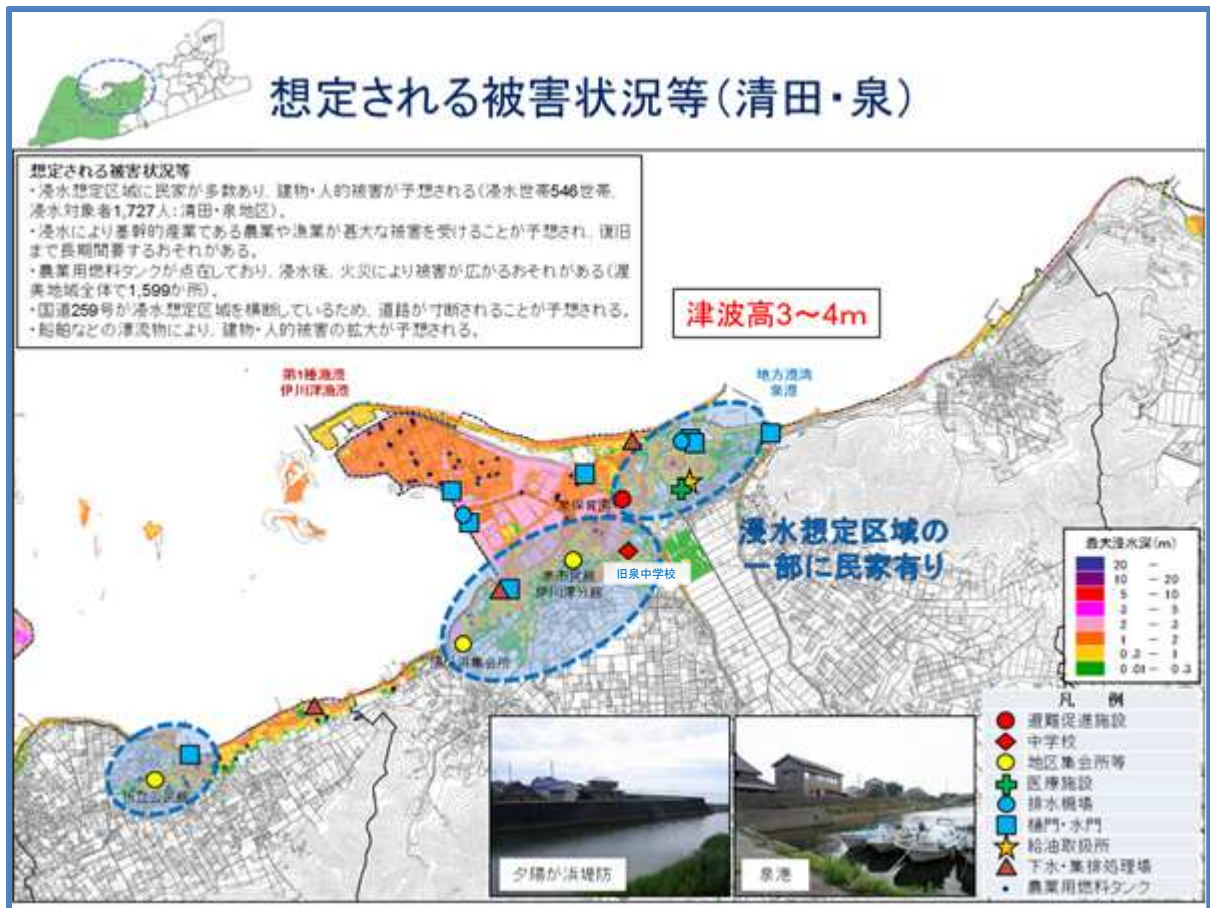 想定される被害状況等(清田・泉)
想定される被害状況等
・浸水想定区域に民家が多数あり、建物・人的被害が予想される(浸水世帯546世帯、
浸水対象者1,727人:清田・泉地区)。
・浸水により基幹的産業である農業や漁業が甚大な被害を受けることが予想され、復旧
まで長期間要するおそれがある。
・農業用燃料タンクが点在しており、浸水後、火災により被害が広がるおそれがある(渥
美地域全体で1,599か所)。
・国道259号が浸水想定区域を横断しているため、道路が寸断されることが予想される。
・船舶などの漂流物により、建物・人的被害の拡大が予想される。
津波高3～4m
第1種漁港
伊川津漁港
地方港湾
泉港
泉保育園
浸水想定区域の
一部に民家有り
泉市民館
伊川津分館
旧泉中学校
集会所
最大浸水深(m)
20 -
10 - 20
5 - 10
3 - 5
2 - 3
1 - 2
0.3 - 1
0.01 - 0.3
凡 例
避難促進施設
中学校
地区集会所等
医療施設
排水機場
樋門・水門
給油取扱所
下水・集排処理場
農業用燃料タンク
夕陽が浜堤防
泉港